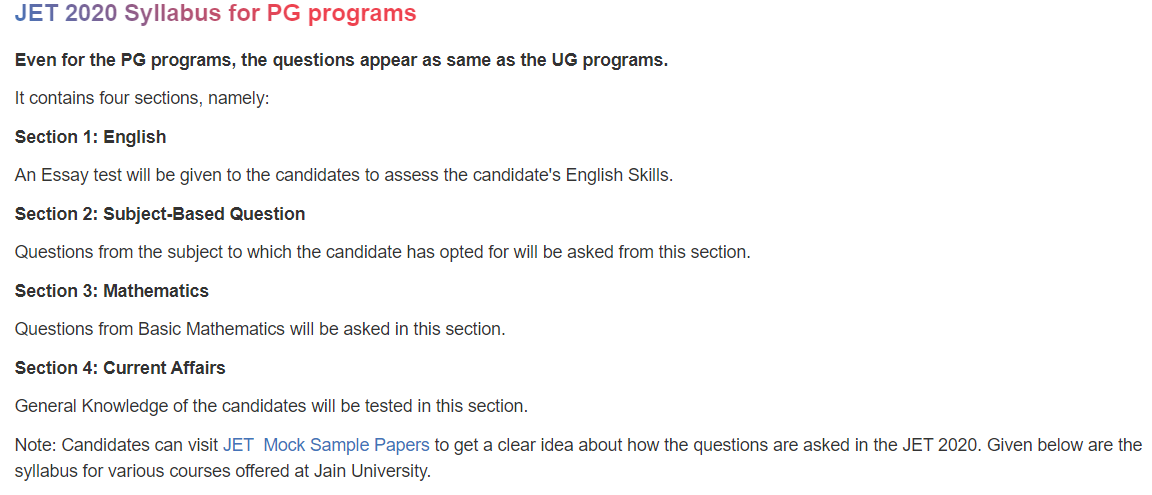 JET 2020 Syllabus for PG programs
Even for the PG programs, the questions appear as same as the UG programs.
It contains four sections, namely:
Section 1: English
An Essay test will be given to the candidates to assess the candidate's English Skills.
Section 2: Subject-Based Question
Questions from the subject to which the candidate has opted for will be asked from this section.
Section 3: Mathematics
Questions from Basic Mathematics will be asked in this section.
Section 4: Current Affairs
General Knowledge of the candidates will be tested in this section.
Note: Candidates can visit JET  Mock Sample Papers to get a clear idea about how the questions are asked in the JET 2020. Given below are the
syllabus for various courses offered at Jain University.